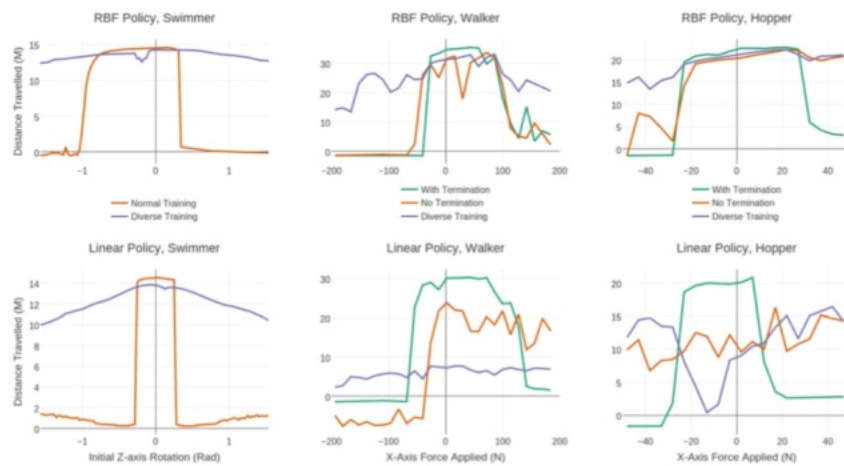 RBF Policy, Swimmer
RBF Policy, Walker
RBF Policy, Hopper
Distance Travelled (M)
15
10
5
0
−1
0
1
30
20
10
0
−200
−100
0
100
200
20
15
10
5
0
−40
−20
0
20
40
Normal Training
Diverse Training
With Termination
No Termination
Diverse Training
With Termination
No Termination
Diverse Training
Linear Policy, Swimmer
Linear Policy, Walker
Linear Policy, Hopper
Distance Travelled (M)
14
12
10
8
6
4
2
0
−1
0
1
30
20
10
0
−200
−100
0
100
200
20
15
10
5
0
−40
−20
0
20
40
Initial Z-axis Rotation (Rad)
X-Axis Force Applied (N)
X-Axis Force Applied (N)